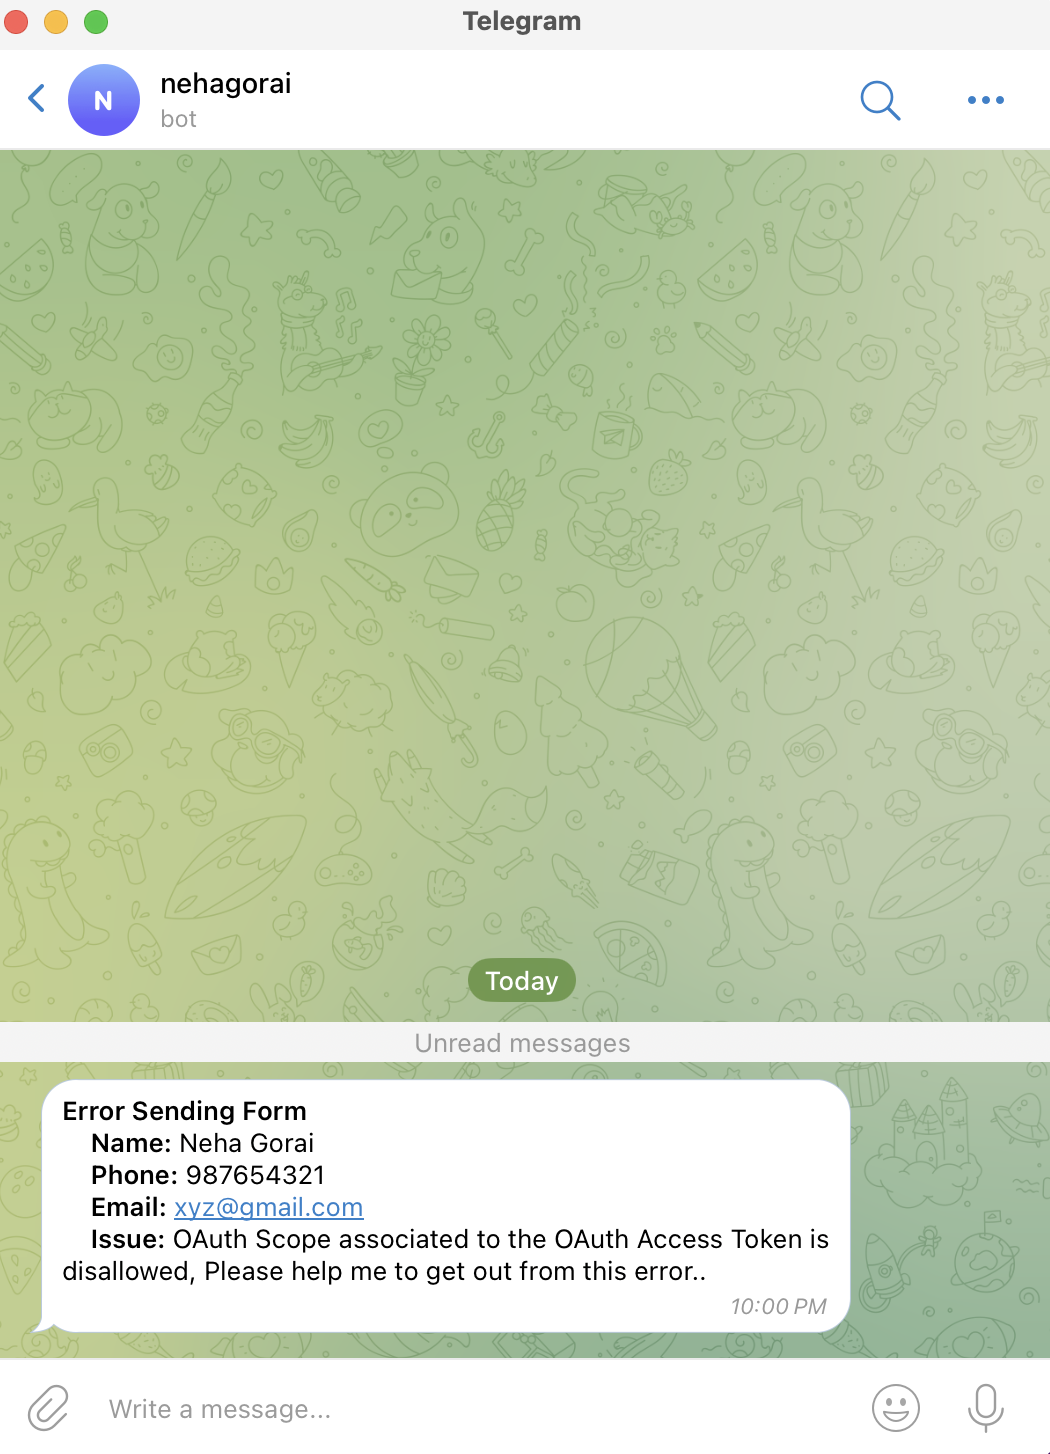 Telegram
N
nehagorai
bot
Today
Unread messages
Error Sending Form
Name: Neha Gorai
Phone: 987654321
Email: xyz@gmail.com
Issue: OAuth Scope associated to the OAuth Access Token is
disallowed, Please help me to get out from this error..
10:00 PM
Write a message...